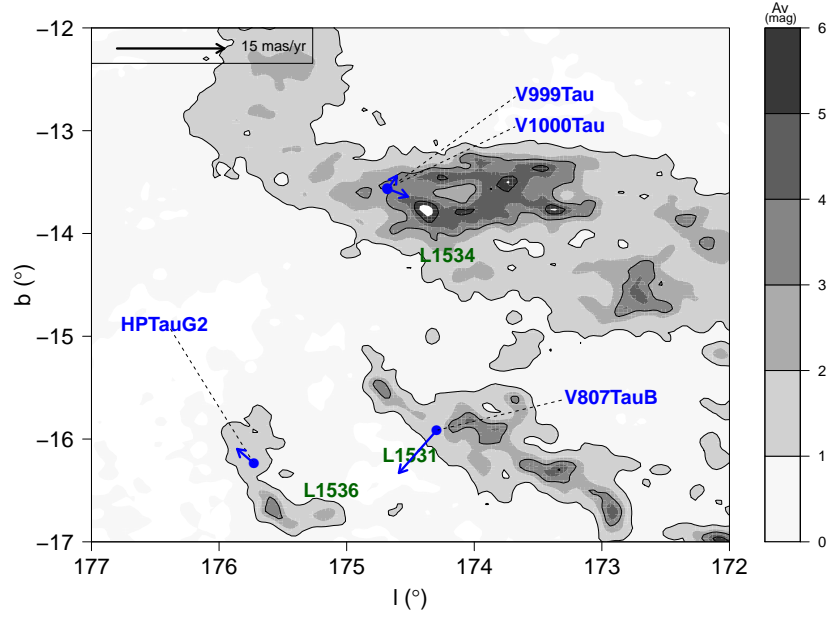 Av
(mag)
15 mas/yr
V999Tau
V1000Tau
L1534
HPTauG2
V807TauB
L1531
L1536
−12
−13
−14
−15
−16
−17
b (°)
177
176
175
174
173
172
l (°)
6
5
4
3
2
1
0